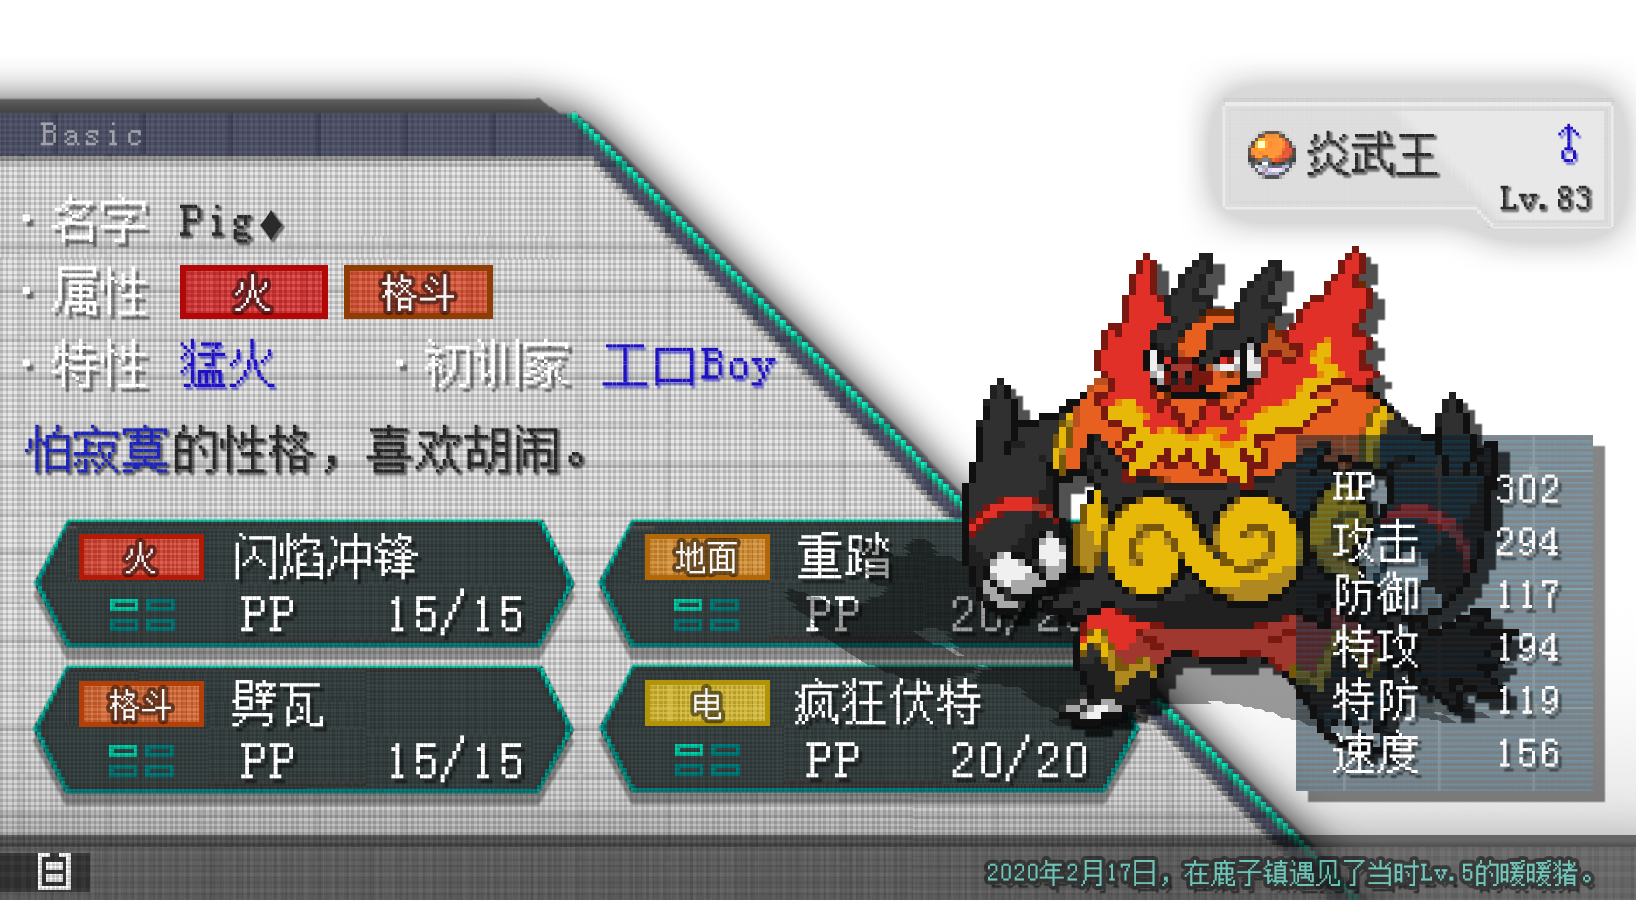 Basic
炎武王 ♂
Lv.83
·名字 Pig♦
·属性 火 格斗
·特性 猛火 ·初训家 工口Boy
怕寂寞的性格，喜欢胡闹。
火 闪焰冲锋
PP 15/15
地面 重踏
PP 20/20
格斗 劈瓦
PP 15/15
电 疯狂伏特
PP 20/20
HP 302
攻击 294
防御 117
特攻 194
特防 119
速度 156
2020年2月17日，在鹿子镇遇见了当时Lv.5的暖暖猪。